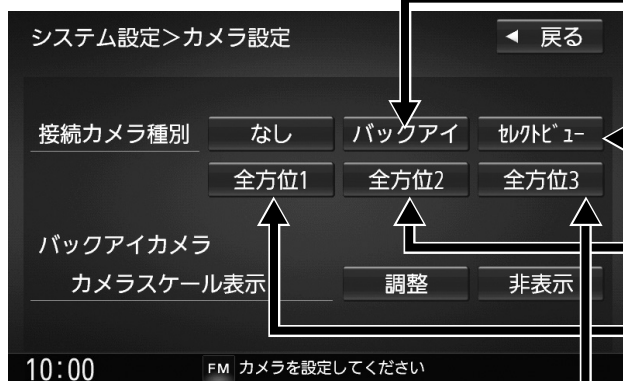 システム設定>カメラ設定 ◀ 戻る
接続カメラ種別 なし バックアイ ｾﾚｸﾄﾋﾞｭｰ
全方位1 全方位2 全方位3
バックアイカメラ
カメラスケール表示 調整 非表示
10:00 FM カメラを設定してください